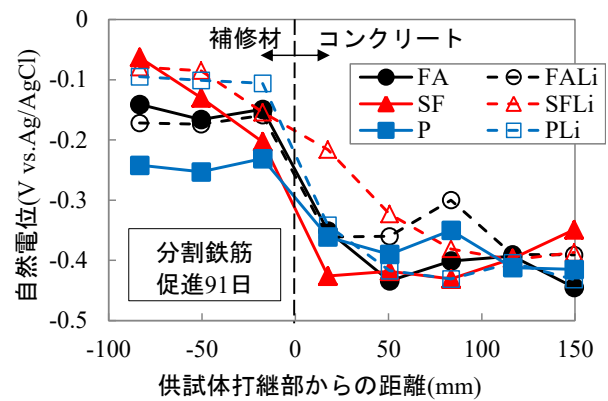 補修材 コンクリート
FA FALi
SF SFLi
P PLi
分割鉄筋
促進91日
自然電位(V vs.Ag/AgCl)
0
-0.1
-0.2
-0.3
-0.4
-0.5
-100 -50 0 50 100 150
供試体打継部からの距離(mm)